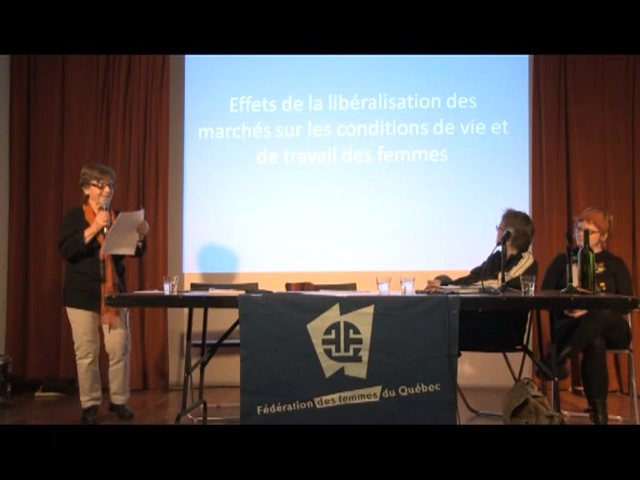 Effets de la libéralisation des
marchés sur les conditions de vie et
de travail des femmes
Fédération des femmes du Québec